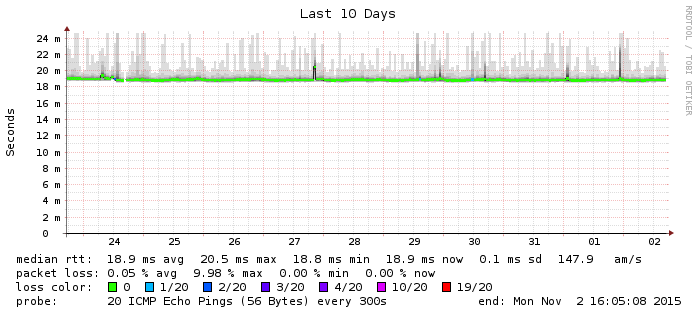 Last 10 Days
RRDTOOL / TOBI OETIKER
Seconds
24 m
22 m
20 m
18 m
16 m
14 m
12 m
10 m
8 m
6 m
4 m
2 m
0
24 25 26 27 28 29 30 31 01 02
median rtt: 18.9 ms avg 20.5 ms max 18.8 ms min 18.9 ms now 0.1 ms sd 147.9 am/s
packet loss: 0.05 % avg 9.98 % max 0.00 % min 0.00 % now
loss color: 0 1/20 2/20 3/20 4/20 10/20 19/20
probe: 20 ICMP Echo Pings (56 Bytes) every 300s end: Mon Nov 2 16:05:08 2015